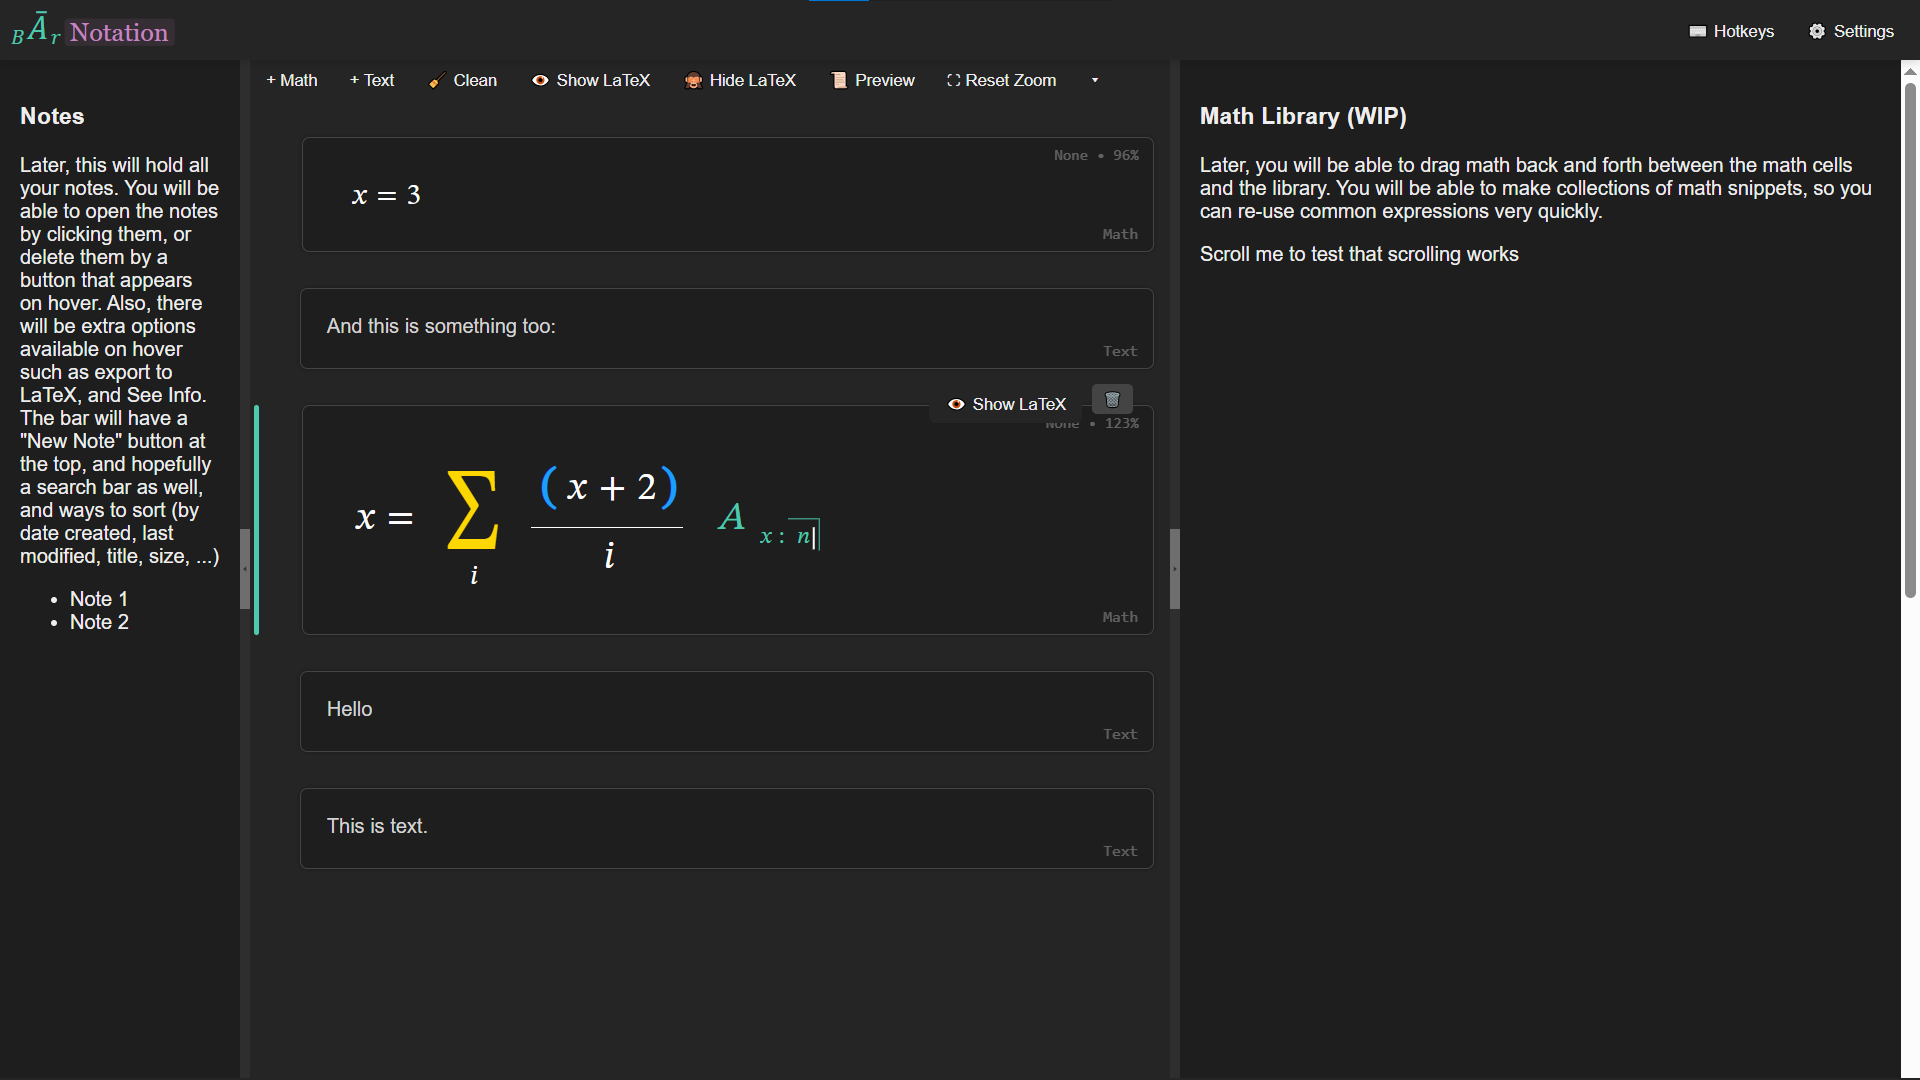 BĀr Notation
Hotkeys
Settings
Notes
Later, this will hold all
your notes. You will be
able to open the notes
by clicking them, or
delete them by a
button that appears
on hover. Also, there
will be extra options
available on hover
such as export to
LaTeX, and See Info.
The bar will have a
"New Note" button at
the top, and hopefully
a search bar as well,
and ways to sort (by
date created, last
modified, title, size, ...)
• Note 1
• Note 2
+ Math
+ Text
Clean
Show LaTeX
Hide LaTeX
Preview
Reset Zoom
None • 96%
x = 3
Math
And this is something too:
Text
Show LaTeX
None • 123%
x = ∑ i (x + 2) / i A x : n
Math
Hello
Text
This is text.
Text
Math Library (WIP)
Later, you will be able to drag math back and forth between the math cells
and the library. You will be able to make collections of math snippets, so you
can re-use common expressions very quickly.
Scroll me to test that scrolling works